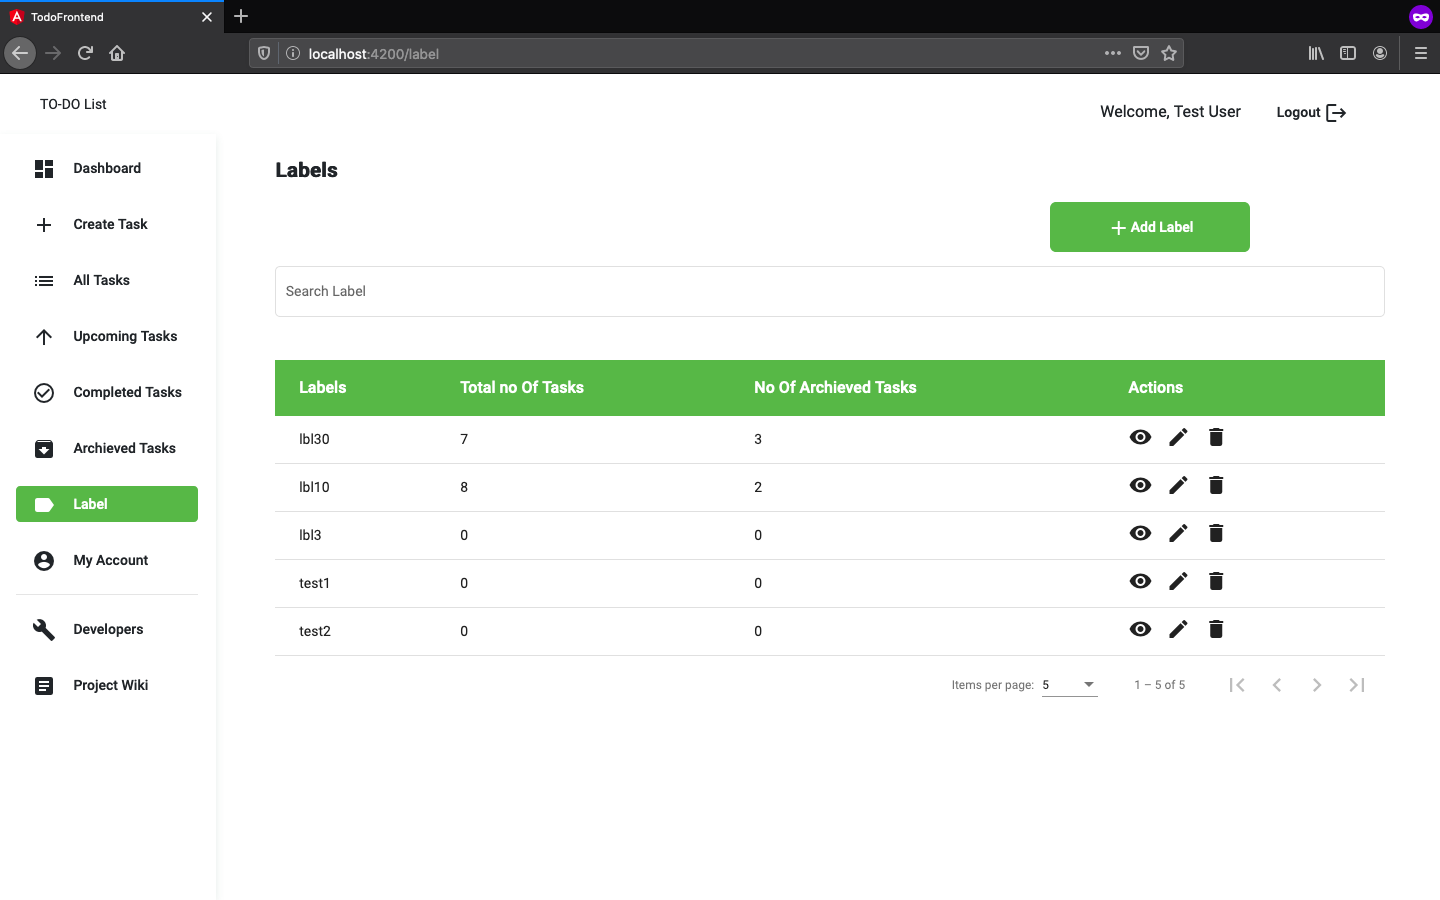 TodoFrontend
localhost:4200/label
TO-DO List
Welcome, Test User
Logout
Dashboard
Create Task
All Tasks
Upcoming Tasks
Completed Tasks
Archieved Tasks
Label
My Account
Developers
Project Wiki
Labels
Add Label
Search Label
Labels Total no Of Tasks No Of Archieved Tasks Actions
lbl30 7 3
lbl10 8 2
lbl3 0 0
test1 0 0
test2 0 0
Items per page: 5 1 – 5 of 5